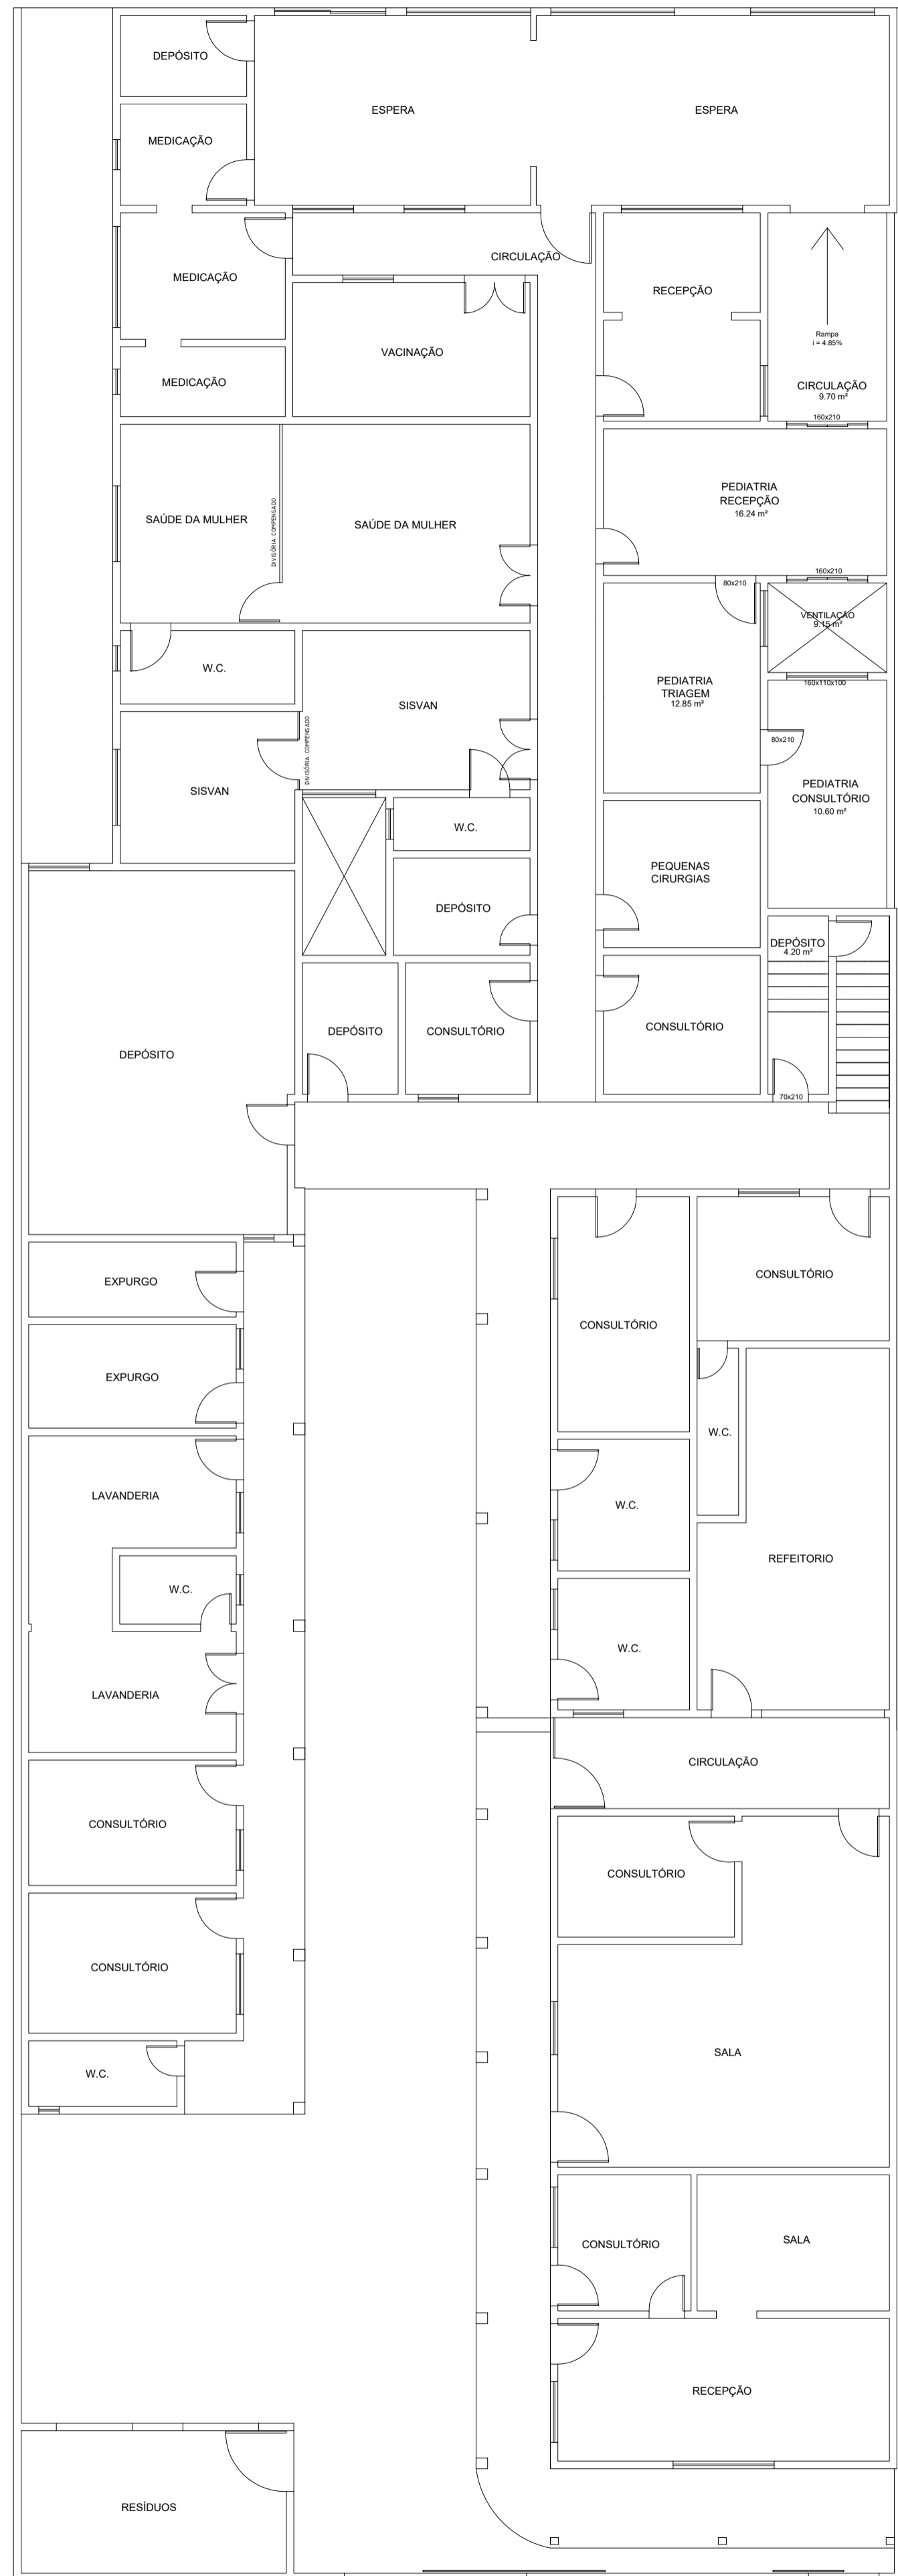 DEPÓSITO
ESPERA
ESPERA
MEDICAÇÃO
CIRCULAÇÃO
MEDICAÇÃO
RECEPÇÃO
Rampa
i = 4.85%
VACINAÇÃO
MEDICAÇÃO
CIRCULAÇÃO
9.70 m²
160x210
PEDIATRIA
RECEPÇÃO
16.24 m²
SAÚDE DA MULHER
DIVISÓRIA COMPENSADO
SAÚDE DA MULHER
160x210
80x210
VENTILAÇÃO
9.15 m²
W.C.
PEDIATRIA
TRIAGEM
12.85 m²
160x110x100
SISVAN
DIVISÓRIA COMPENSADO
80x210
SISVAN
PEDIATRIA
CONSULTÓRIO
10.60 m²
W.C.
PEQUENAS
CIRURGIAS
DEPÓSITO
DEPÓSITO
4.20 m²
DEPÓSITO
CONSULTÓRIO
CONSULTÓRIO
DEPÓSITO
70x210
EXPURGO
CONSULTÓRIO
CONSULTÓRIO
EXPURGO
W.C.
LAVANDERIA
W.C.
REFEITORIO
W.C.
W.C.
LAVANDERIA
CIRCULAÇÃO
CONSULTÓRIO
CONSULTÓRIO
CONSULTÓRIO
SALA
W.C.
CONSULTÓRIO
SALA
RECEPÇÃO
RESÍDUOS